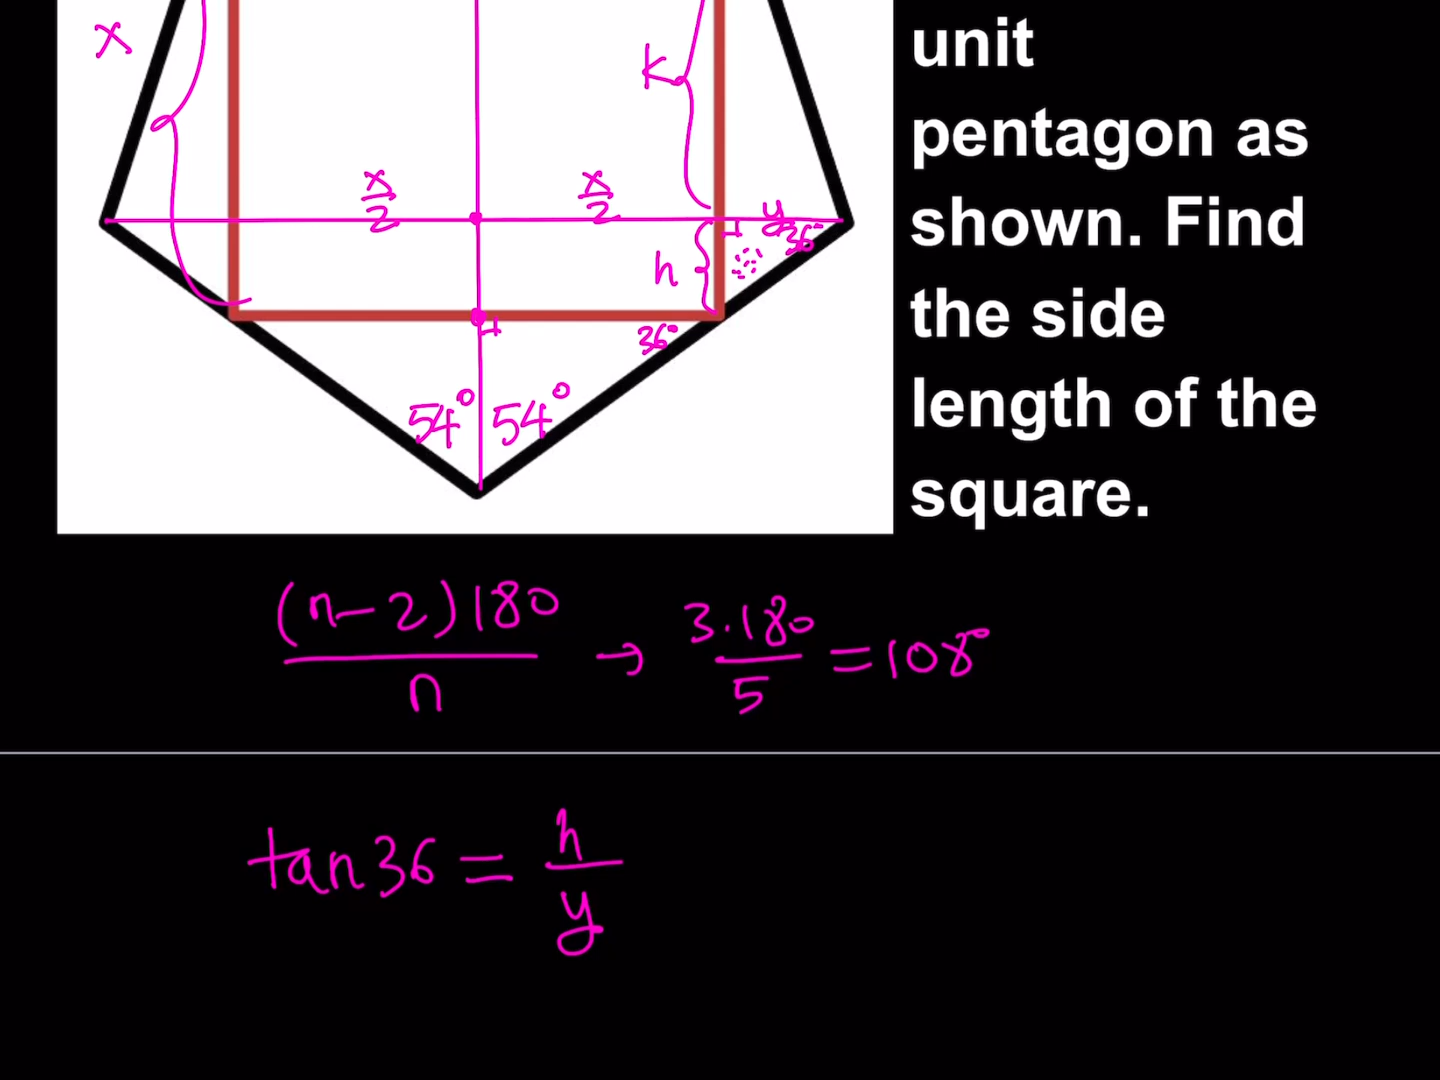 unit
pentagon as
shown. Find
the side
length of the
square.
x
k
x/2 x/2
y
36°
h
36°
54° 54°
(n-2)180/n → 3.180/5 = 108°
tan36 = h/y